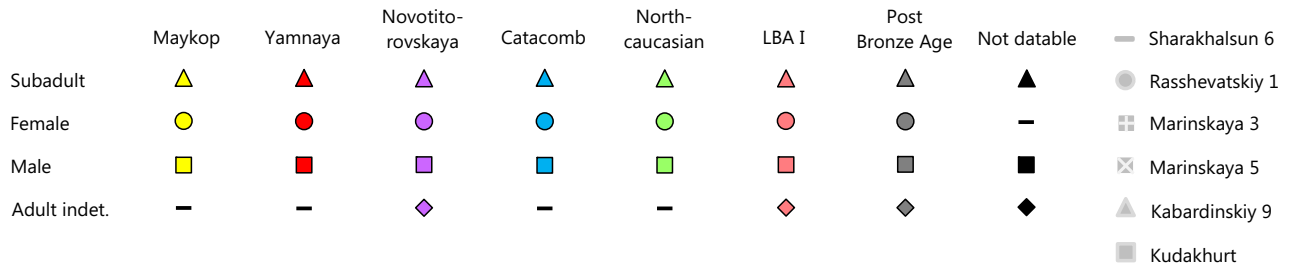 Maykop
Yamnaya
Novotito-
rovskaya
Catacomb
North-
caucasian
LBA I
Post
Bronze Age
Not datable
Subadult
Female
Male
Adult indet.
Sharakhalsun 6
Rasshevatskiy 1
Marinskaya 3
Marinskaya 5
Kabardinskiy 9
Kudakhurt